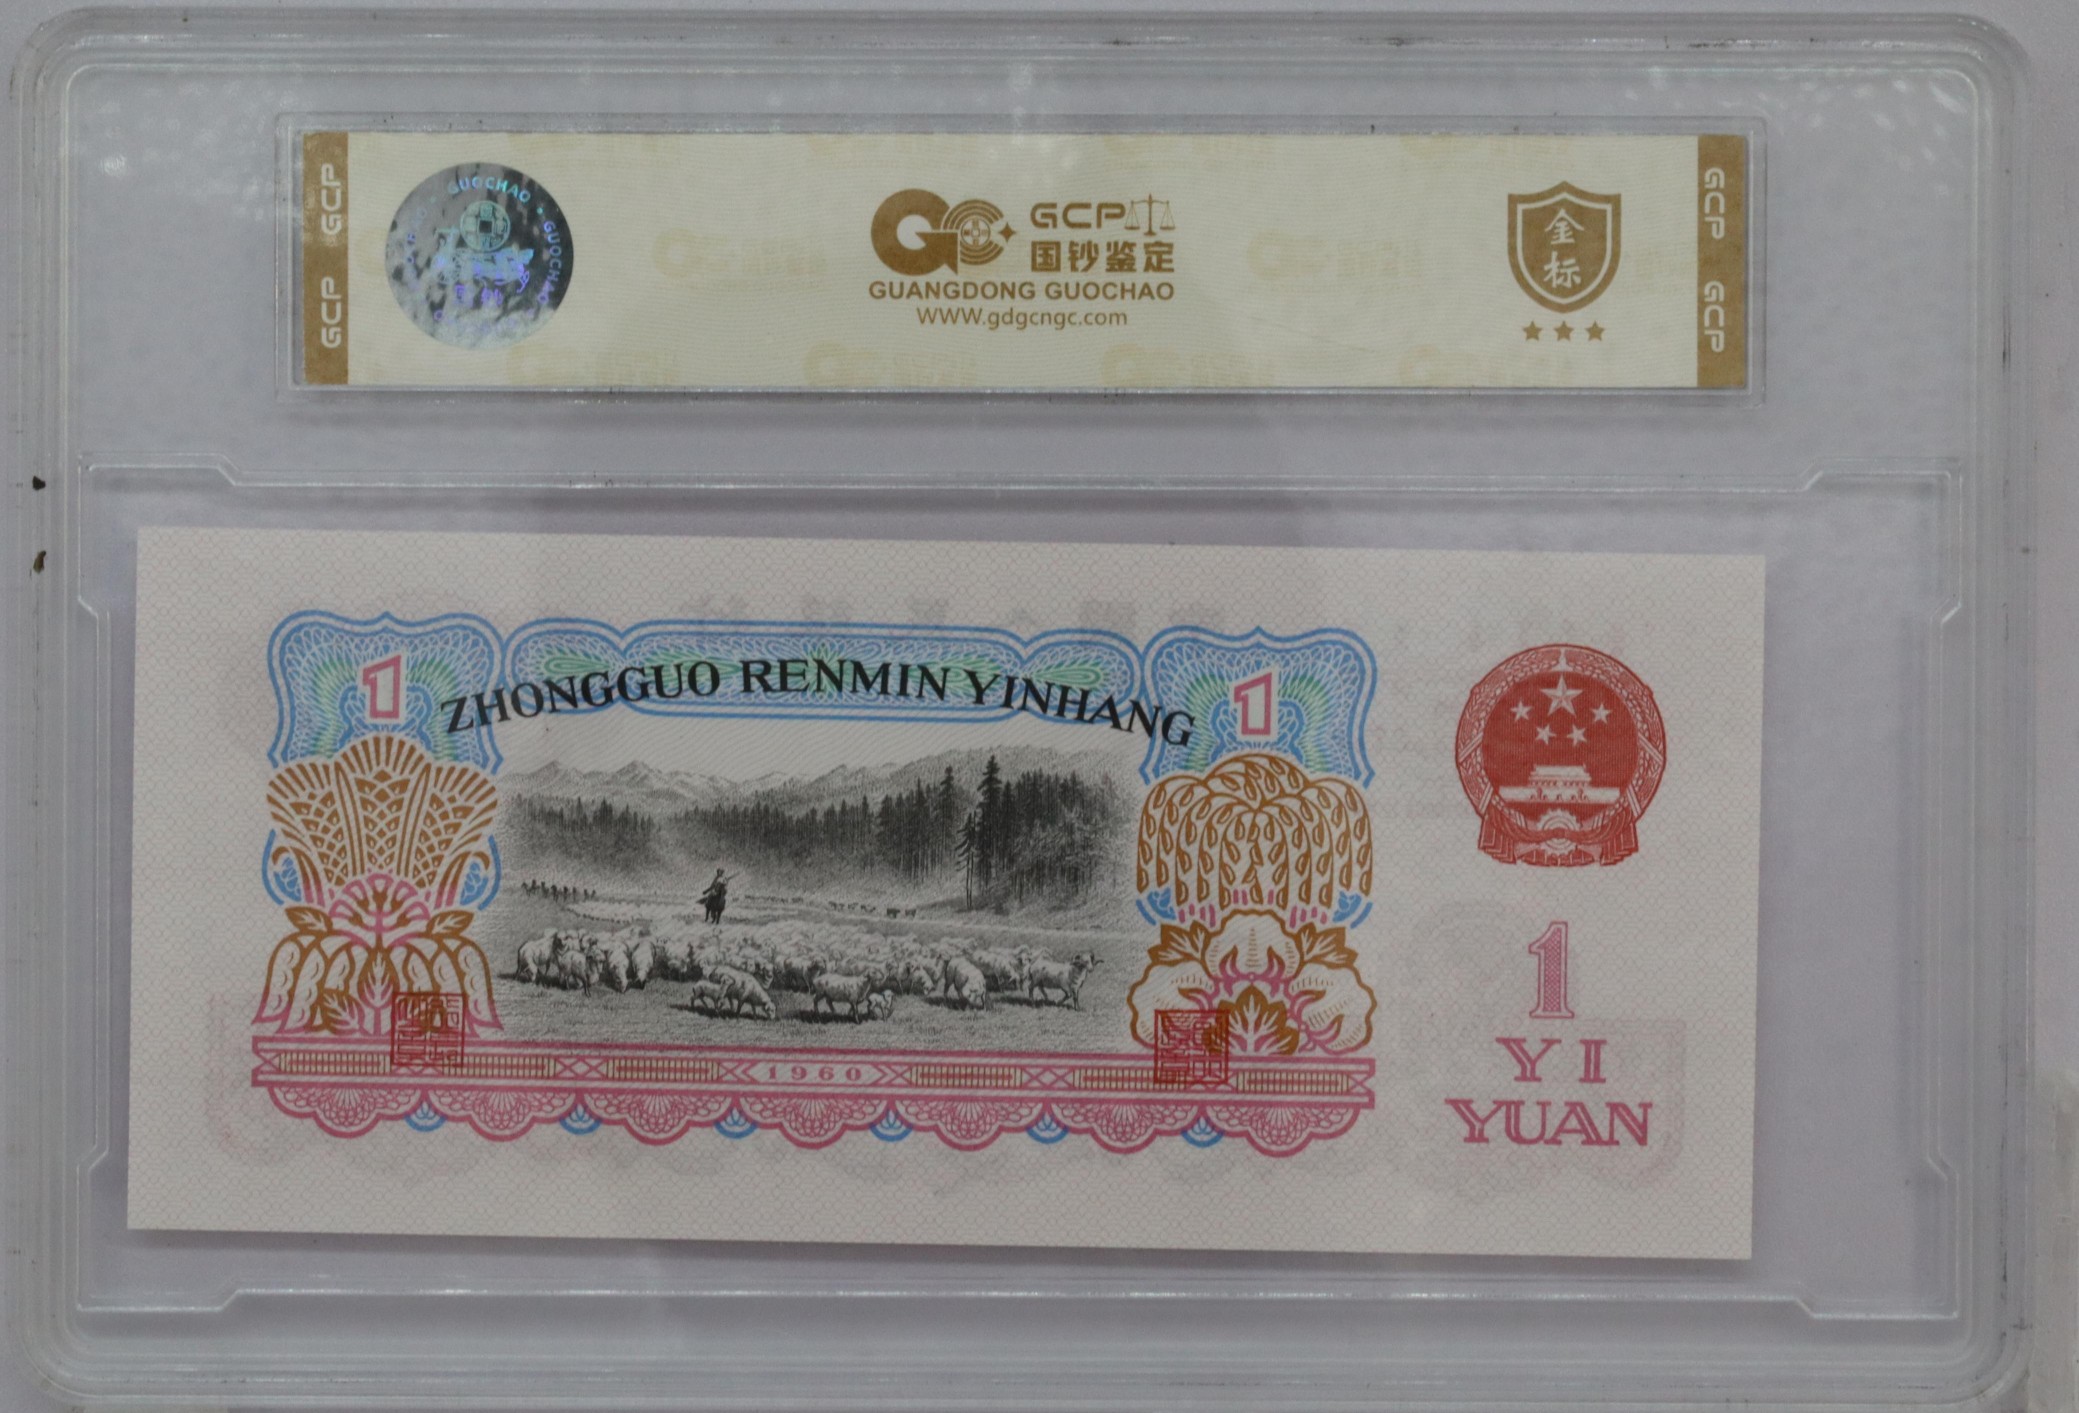 GCP GCP
GUOCHAO · GUOCHAO
GCP
国钞鉴定
GUANGDONG GUOCHAO
WWW.gdgcngc.com
金
标
GCP GCP
1
ZHONGGUO RENMIN YINHANG
1
1960
1
YI
YUAN